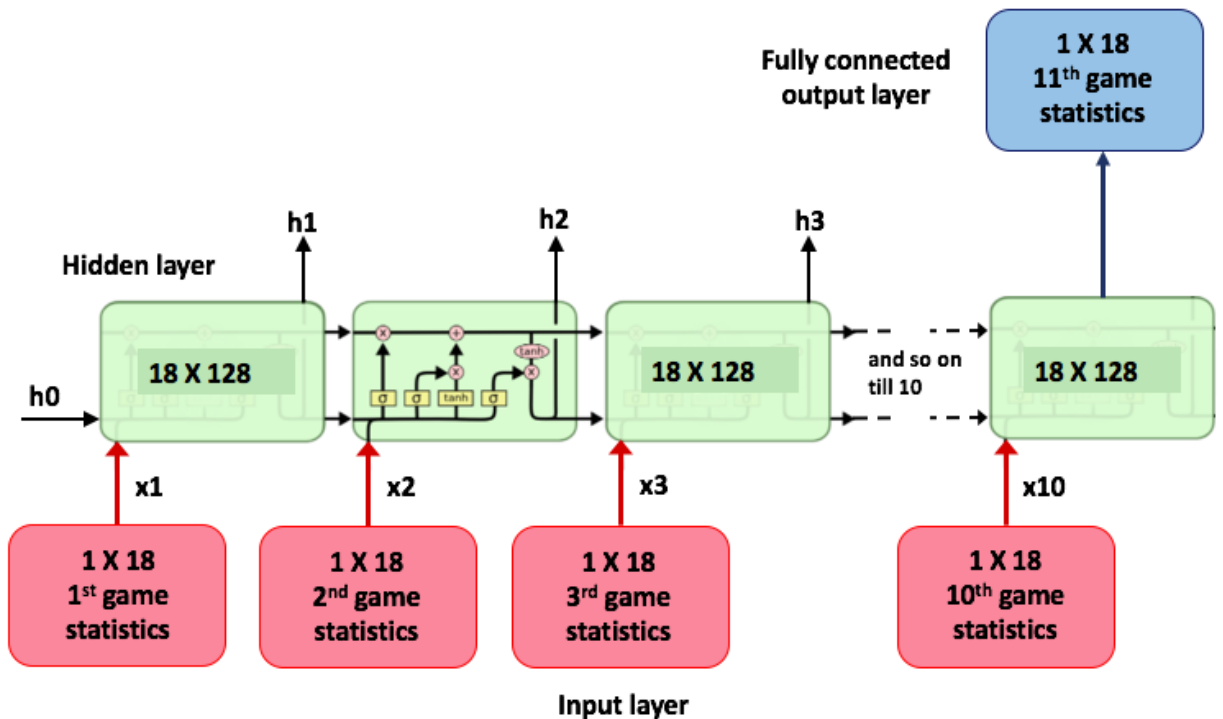 1 X 18
11th game
statistics
Fully connected
output layer
h1
h2
h3
Hidden layer
18 X 128
x
+
tanh
x
x
σ
σ
tanh
σ
18 X 128
and so on
till 10
18 X 128
h0
x1
x2
x3
x10
1 X 18
1st game
statistics
1 X 18
2nd game
statistics
1 X 18
3rd game
statistics
1 X 18
10th game
statistics
Input layer